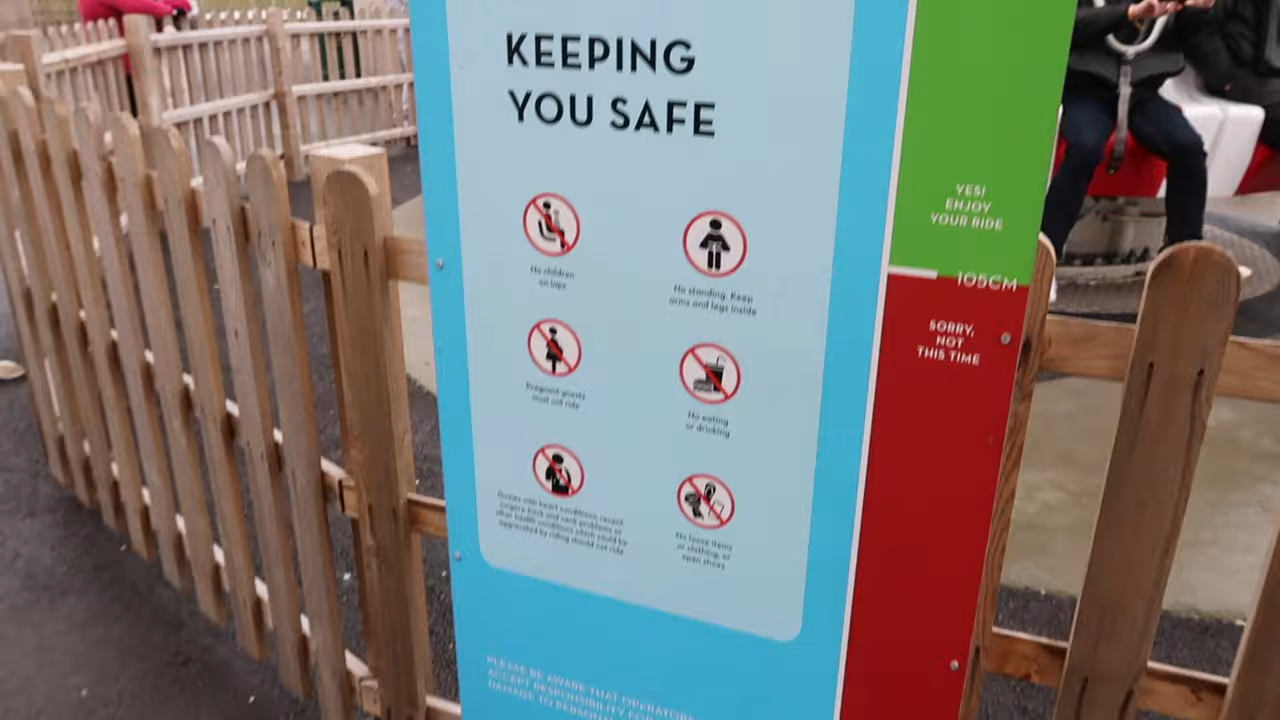 KEEPING
YOU SAFE
No children
on laps
No standing. Keep
arms and legs inside
Pregnant guests
must not ride
No eating
or drinking
Guests with heart conditions, recent
surgery, back and neck problems or
other health conditions which could be
aggravated by riding should not ride
No loose items
or clothing, or
open shoes
PLEASE BE AWARE THAT OPERATORS
ACCEPT RESPONSIBILITY FOR
DAMAGE TO PERSONAL
YES!
ENJOY
YOUR RIDE
105CM
SORRY,
NOT
THIS TIME